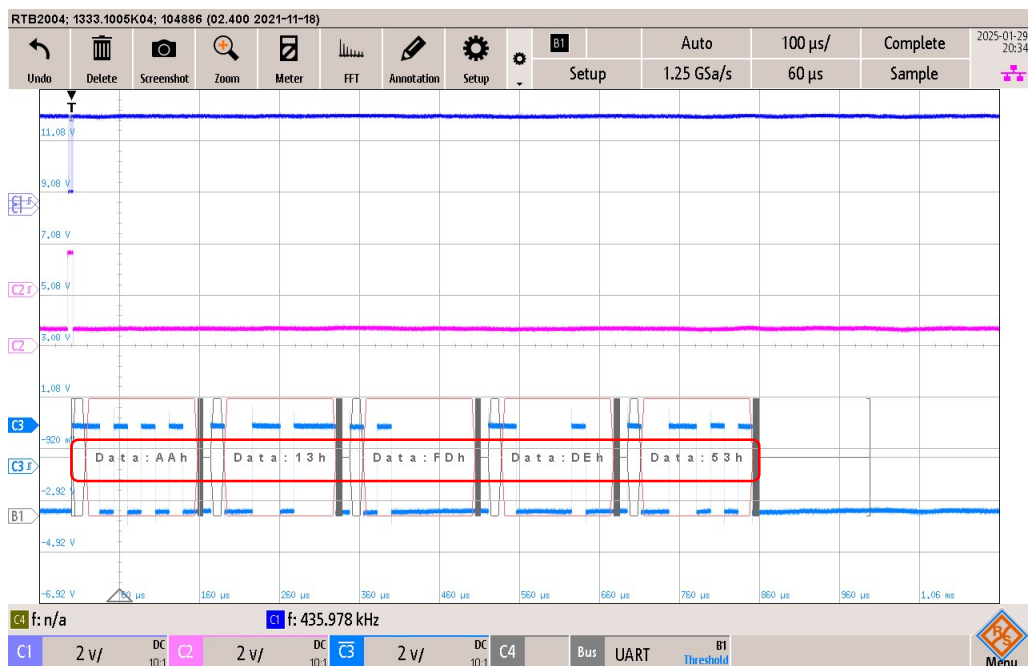 RTB2004; 1333.1005K04; 104886 (02.400 2021-11-18)
Undo Delete Screenshot Zoom Meter FFT Annotation Setup
B1 Auto 100 µs/ Complete
Setup 1.25 GSa/s 60 µs Sample
2025-01-29
20:34
T
11.08 V
9.08 V
C1
7.08 V
C2 5.08 V
C2 3.08 V
1.08 V
C3
-920 m
Data:AAh Data:13h Data:FDh Data:DEh Data:53h
C3
-2.92
B1
-4.92 V
-6.92 V 60 µs 160 µs 260 µs 360 µs 460 µs 560 µs 660 µs 760 µs 860 µs 960 µs 1.06 ms
C4 f: n/a C1 f: 435.978 kHz
C1 2 V/ DC 10:1 C2 2 V/ DC 10:1 C3 2 V/ DC 10:1 C4 Bus UART B1 Threshold
R&S
Menu